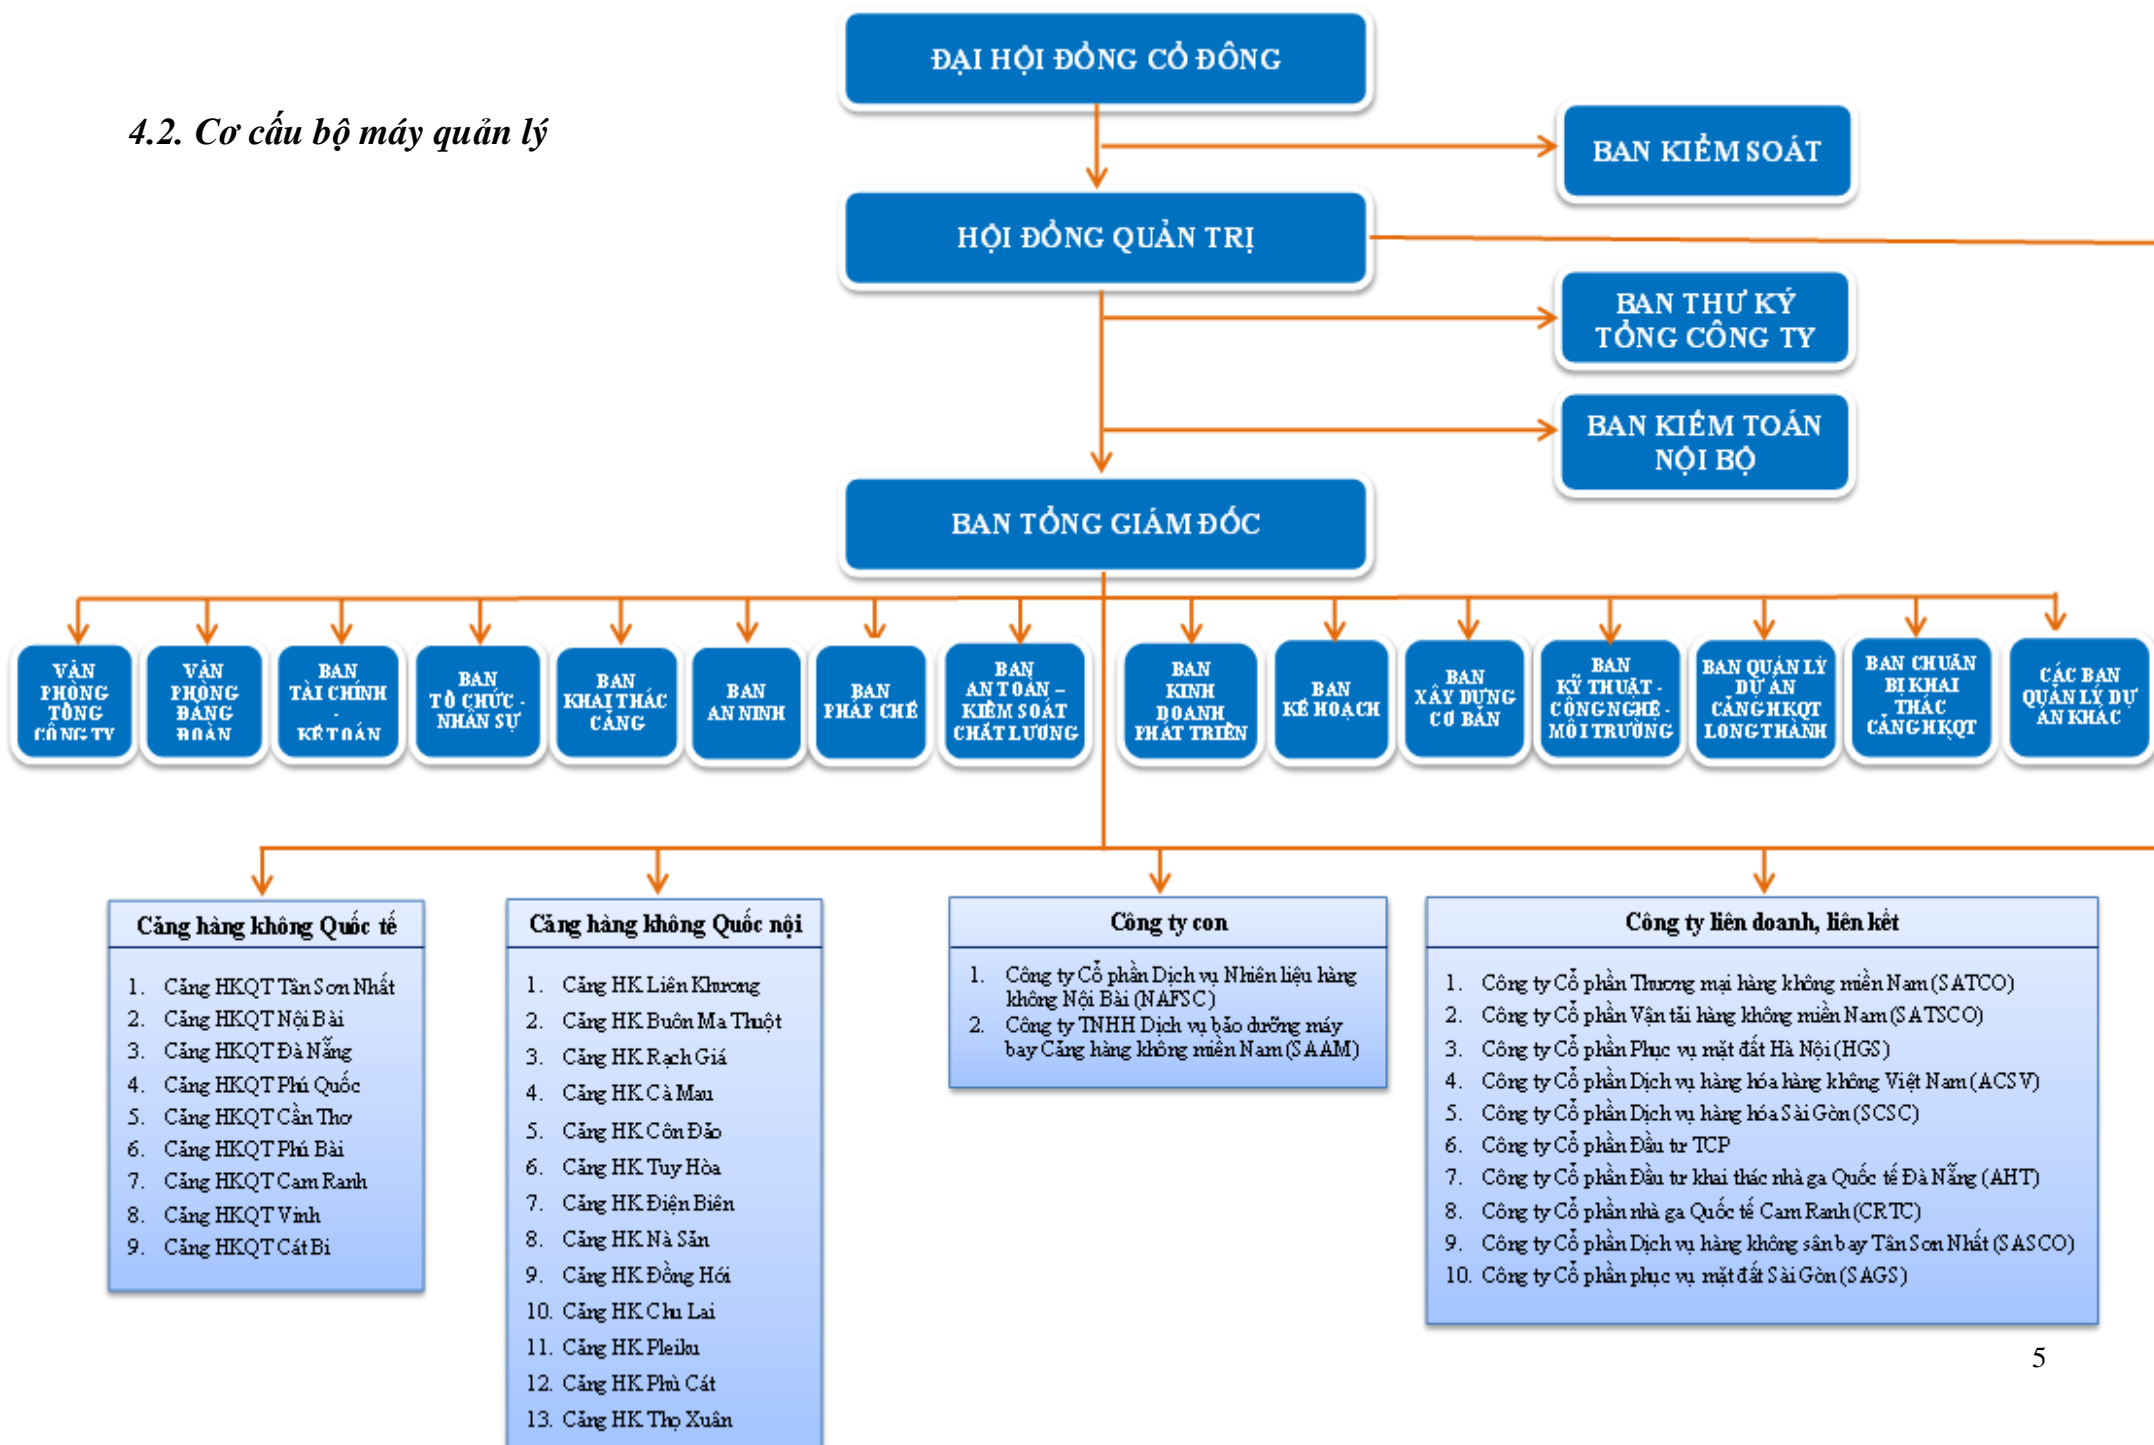 ĐẠI HỘI ĐỒNG CỔ ĐÔNG
4.2. Cơ cấu bộ máy quản lý
BAN KIỂM SOÁT
HỘI ĐỒNG QUẢN TRỊ
BAN THƯ KÝ
TỔNG CÔNG TY
BAN KIỂM TOÁN
NỘI BỘ
BAN TỔNG GIÁM ĐỐC
VĂN
PHÒNG
TỔNG
CÔNG TY
VĂN
PHÒNG
ĐẢNG
ĐOÀN
BAN
TÀI CHÍNH
-
KẾ TOÁN
BAN
TỔ CHỨC -
NHÂN SỰ
BAN
KHAI THÁC
CẢNG
BAN
AN NINH
BAN
PHÁP CHẾ
BAN
AN TOÀN –
KIỂM SOÁT
CHẤT LƯỢNG
BAN
KINH
DOANH
PHÁT TRIỂN
BAN
KẾ HOẠCH
BAN
XÂY DỰNG
CƠ BẢN
BAN
KỸ THUẬT -
CÔNG NGHỆ -
MÔI TRƯỜNG
BAN QUẢN LÝ
DỰ ÁN
CẢNG HKQT
LONG THÀNH
BAN CHUẨN
BỊ KHAI
THÁC
CẢNG HKQT
CÁC BAN
QUẢN LÝ DỰ
ÁN KHÁC
Cảng hàng không Quốc tế
1. Cảng HKQT Tân Sơn Nhất
2. Cảng HKQT Nội Bài
3. Cảng HKQT Đà Nẵng
4. Cảng HKQT Phú Quốc
5. Cảng HKQT Cần Thơ
6. Cảng HKQT Phú Bài
7. Cảng HKQT Cam Ranh
8. Cảng HKQT Vinh
9. Cảng HKQT Cát Bi
Cảng hàng không Quốc nội
1. Cảng HK Liên Khương
2. Cảng HK Buôn Ma Thuột
3. Cảng HK Rạch Giá
4. Cảng HK Cà Mau
5. Cảng HK Côn Đảo
6. Cảng HK Tuy Hòa
7. Cảng HK Điện Biên
8. Cảng HK Nà Sản
9. Cảng HK Đồng Hới
10. Cảng HK Chu Lai
11. Cảng HK Pleiku
12. Cảng HK Phù Cát
13. Cảng HK Thọ Xuân
Công ty con
1. Công ty Cổ phần Dịch vụ Nhiên liệu hàng
không Nội Bài (NAFSC)
2. Công ty TNHH Dịch vụ bảo dưỡng máy
bay Cảng hàng không miền Nam (SAAM)
Công ty liên doanh, liên kết
1. Công ty Cổ phần Thương mại hàng không miền Nam (SATCO)
2. Công ty Cổ phần Vận tải hàng không miền Nam (SATSCO)
3. Công ty Cổ phần Phục vụ mặt đất Hà Nội (HGS)
4. Công ty Cổ phần Dịch vụ hàng hóa hàng không Việt Nam (ACSV)
5. Công ty Cổ phần Dịch vụ hàng hóa Sài Gòn (SCSC)
6. Công ty Cổ phần Đầu tư TCP
7. Công ty Cổ phần Đầu tư khai thác nhà ga Quốc tế Đà Nẵng (AHT)
8. Công ty Cổ phần nhà ga Quốc tế Cam Ranh (CRTC)
9. Công ty Cổ phần Dịch vụ hàng không sân bay Tân Sơn Nhất (SASCO)
10. Công ty Cổ phần phục vụ mặt đất Sài Gòn (SAGS)
5